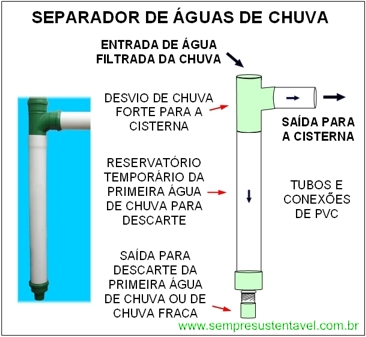 SEPARADOR DE ÁGUAS DE CHUVA
ENTRADA DE ÁGUA
FILTRADA DA CHUVA
DESVIO DE CHUVA
FORTE PARA A
CISTERNA
SAÍDA PARA
A CISTERNA
RESERVATÓRIO
TEMPORÁRIO DA
PRIMEIRA ÁGUA
DE CHUVA PARA
DESCARTE
TUBOS E
CONEXÕES
DE PVC
SAÍDA PARA
DESCARTE DA
PRIMEIRA ÁGUA
DE CHUVA OU DE
CHUVA FRACA
www.sempresustentavel.com.br